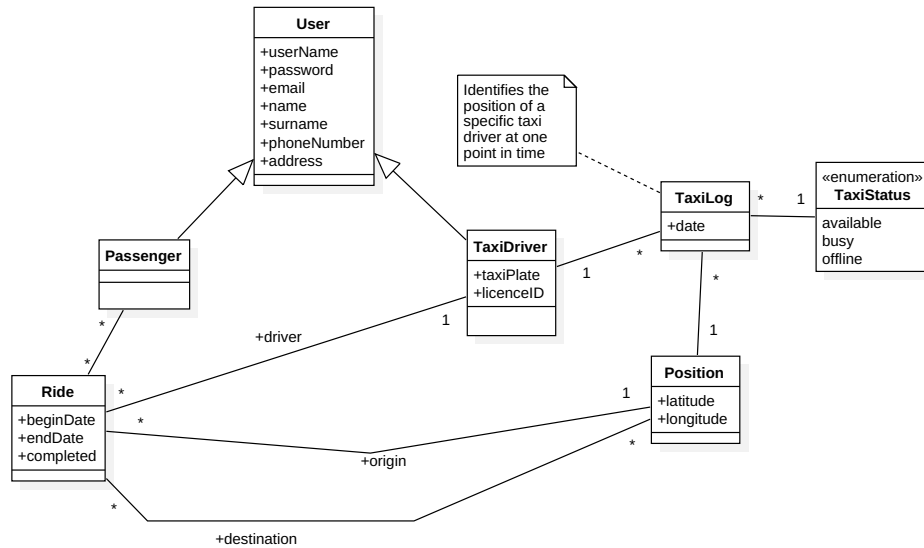 User
+userName
+password
+email
+name
+surname
+phoneNumber
+address
Identifies the
position of a
specific taxi
driver at one
point in time
«enumeration»
TaxiStatus
available
busy
offline
TaxiLog
+date
*
1
Passenger
TaxiDriver
+taxiPlate
+licenceID
1
*
*
1
*
*
+driver
1
*
Ride
+beginDate
+endDate
+completed
Position
+latitude
+longitude
*
1
+origin
*
*
+destination